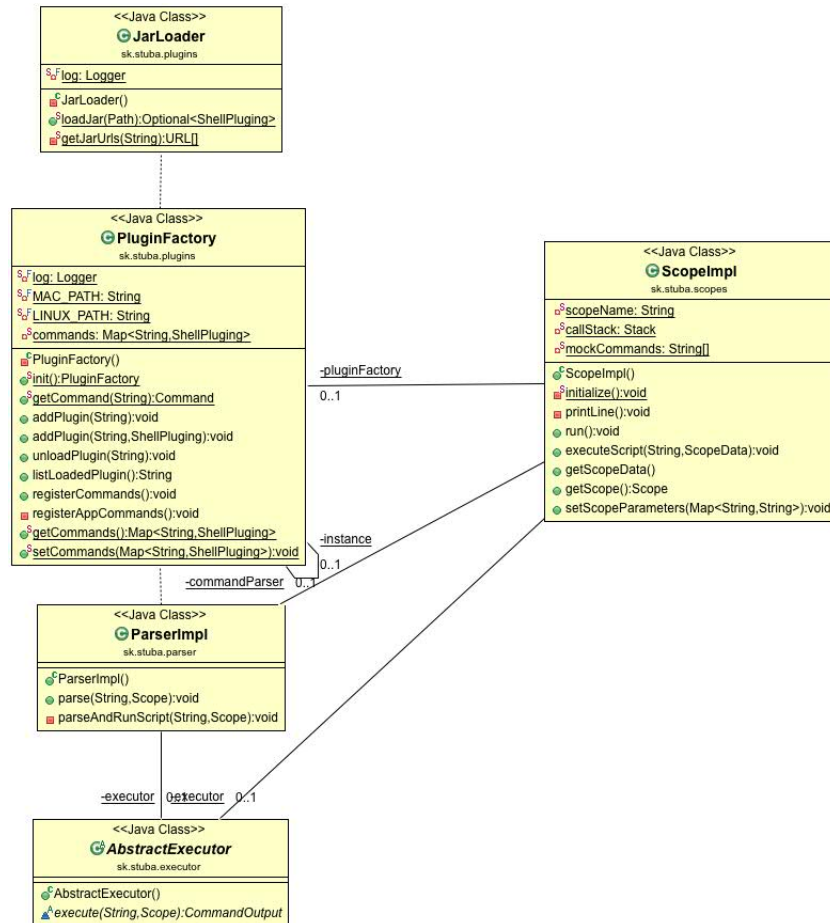 <<Java Class>>
JarLoader
sk.stuba.plugins
log: Logger
JarLoader()
loadJar(Path):Optional<ShellPluging>
getJarUrls(String):URL[]
<<Java Class>>
PluginFactory
sk.stuba.plugins
log: Logger
MAC_PATH: String
LINUX_PATH: String
commands: Map<String,ShellPluging>
PluginFactory()
init():PluginFactory
getCommand(String):Command
addPlugin(String):void
addPlugin(String,ShellPluging):void
unloadPlugin(String):void
listLoadedPlugin():String
registerCommands():void
registerAppCommands():void
getCommands():Map<String,ShellPluging>
setCommands(Map<String,ShellPluging>):void
-pluginFactory
0..1
<<Java Class>>
ScopeImpl
sk.stuba.scopes
scopeName: String
callStack: Stack
mockCommands: String[]
ScopeImpl()
initialize():void
printLine():void
run():void
executeScript(String,ScopeData):void
getScopeData()
getScope():Scope
setScopeParameters(Map<String,String>):void
-instance
0..1
-commandParser 0..1
<<Java Class>>
ParserImpl
sk.stuba.parser
ParserImpl()
parse(String,Scope):void
parseAndRunScript(String,Scope):void
-executor 0..1
-executor 0..1
<<Java Class>>
AbstractExecutor
sk.stuba.executor
AbstractExecutor()
execute(String,Scope):CommandOutput